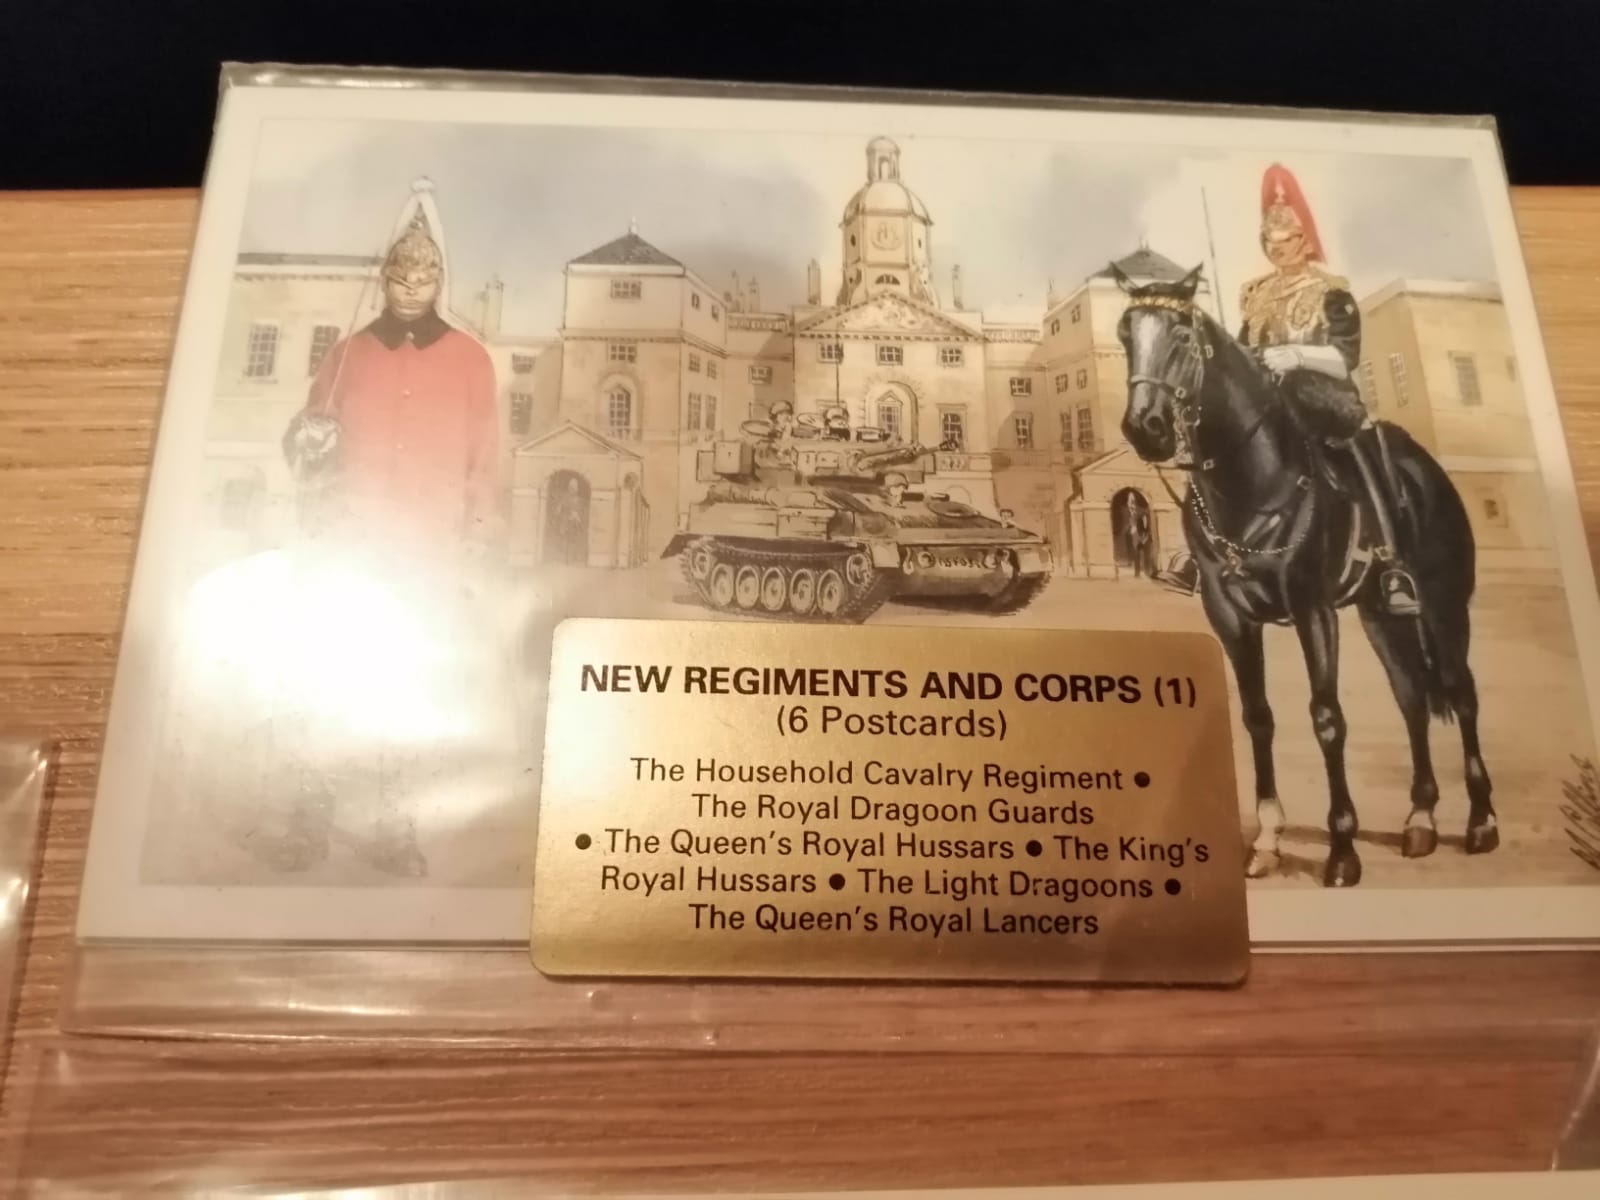 NEW REGIMENTS AND CORPS (1)
(6 Postcards)
The Household Cavalry Regiment ●
The Royal Dragoon Guards
● The Queen's Royal Hussars ● The King's
Royal Hussars ● The Light Dragoons ●
The Queen's Royal Lancers